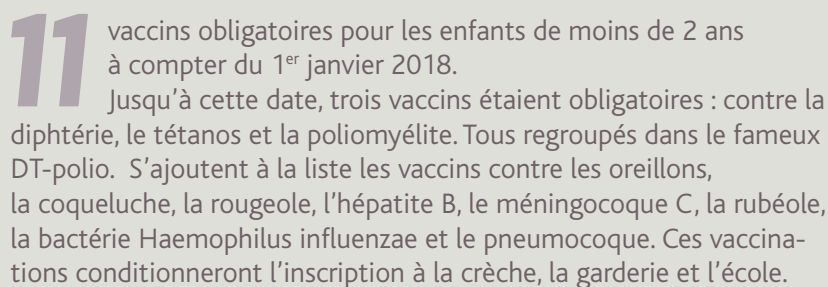 11 vaccins obligatoires pour les enfants de moins de 2 ans
à compter du 1er janvier 2018.
Jusqu’à cette date, trois vaccins étaient obligatoires : contre la
diphtérie, le tétanos et la poliomyélite. Tous regroupés dans le fameux
DT-polio. S’ajoutent à la liste les vaccins contre les oreillons,
la coqueluche, la rougeole, l’hépatite B, le méningocoque C, la rubéole,
la bactérie Haemophilus influenzae et le pneumocoque. Ces vaccina-
tions conditionneront l’inscription à la crèche, la garderie et l’école.